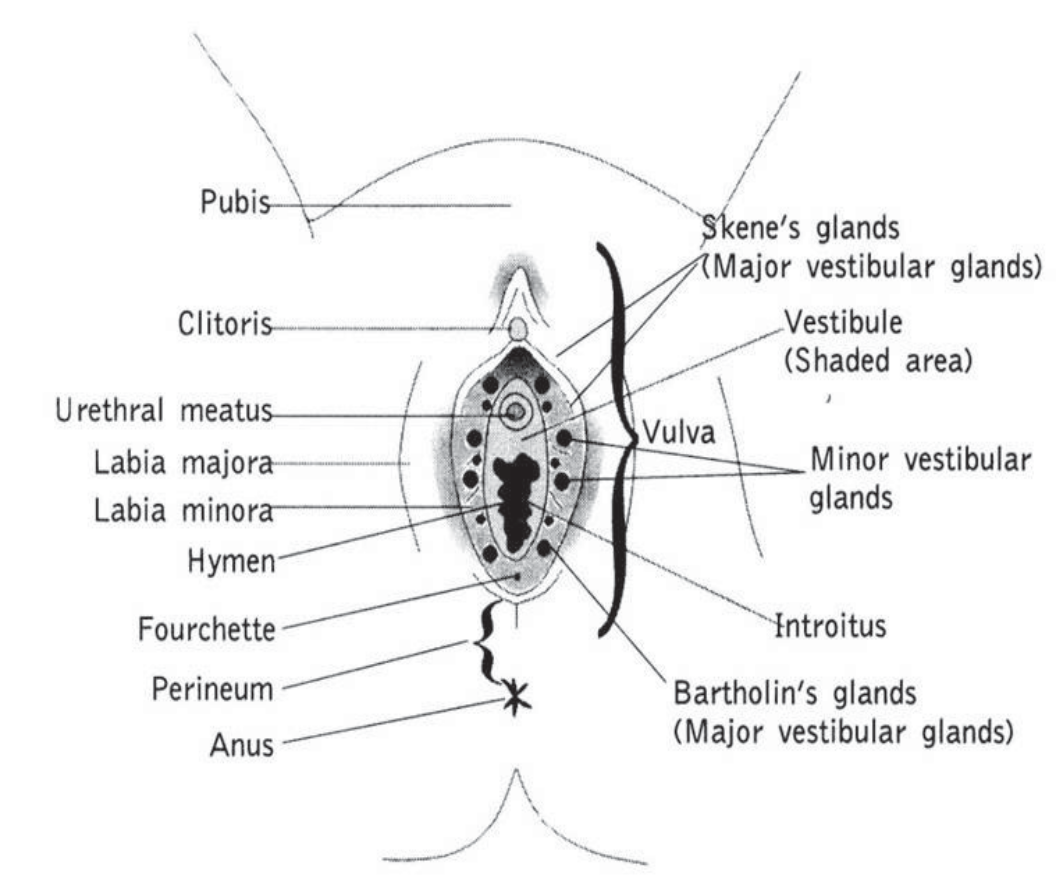 Pubis
Clitoris
Urethral meatus
Labia majora
Labia minora
Hymen
Fourchette
Perineum
Anus
Skene's glands
(Major vestibular glands)
Vestibule
(Shaded area)
Vulva
Minor vestibular
glands
Introitus
Bartholin's glands
(Major vestibular glands)